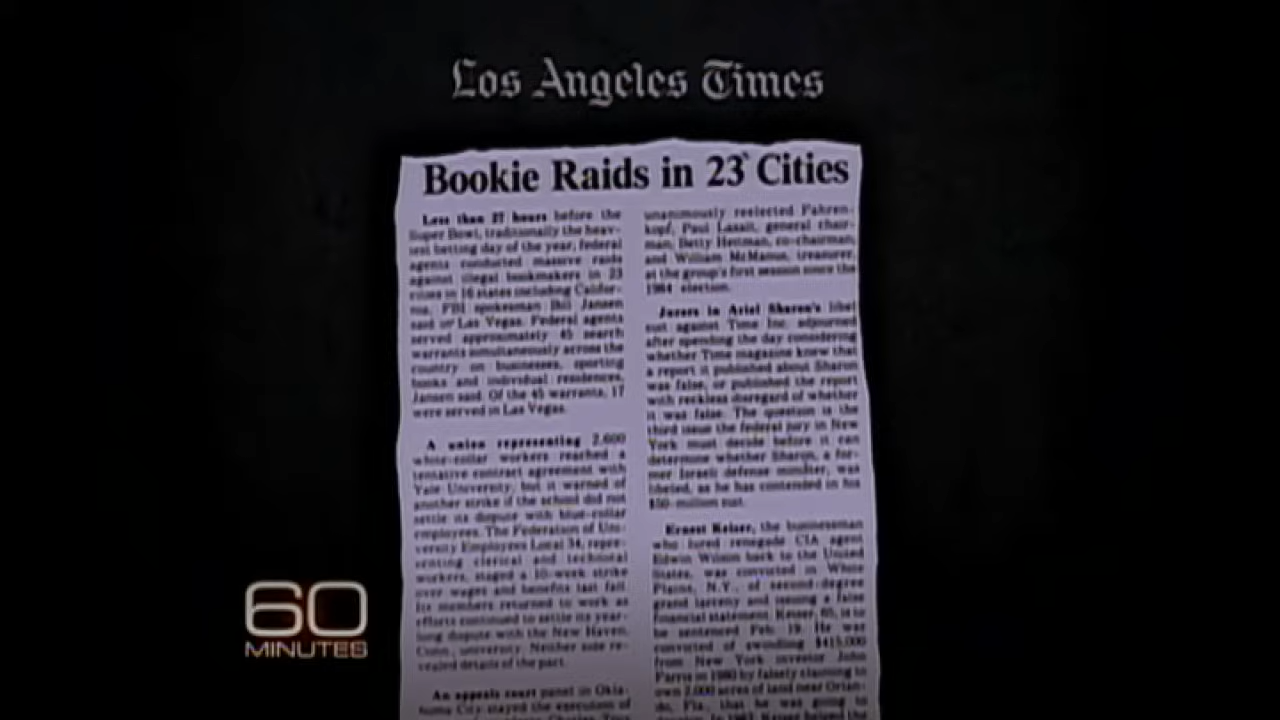 Los Angeles Times
Bookie Raids in 23 Cities
Less than 27 hours before the
Super Bowl, traditionally the heav-
iest betting day of the year, federal
agents conducted massive raids
against illegal bookmakers in 23
cities in 16 states including Califor-
nia, FBI spokesman Bill Jansen
said in Las Vegas. Federal agents
served approximately 45 search
warrants simultaneously across the
country on businesses, sporting
books and individual residences,
Jansen said. Of the 45 warrants, 17
were served in Las Vegas.
A union representing 2,600
white-collar workers reached a
tentative contract agreement with
Yale University, but it warned of
another strike if the school did not
settle its dispute with blue-collar
employees. The Federation of Uni-
versity Employees Local 34, repre-
senting clerical and technical
workers, staged a 10-week strike
over wages and benefits last fall.
Its members returned to work as
efforts continued to settle its year-
long dispute with the New Haven,
Conn., university. Neither side re-
vealed details of the pact.
An appeals court panel in Okla-
homa City stayed the execution of
unanimously reelected Fahren-
kopf, Paul Laxalt, general chair-
man, Betty Heitman, co-chairman,
and William McManus, treasurer,
at the group's first session since the
1984 election.
Jurors in Ariel Sharon's libel
suit against Time Inc. adjourned
after spending the day considering
whether Time magazine knew that
a report it published about Sharon
was false, or published the report
with reckless disregard of whether
it was false. The question is the
third issue the federal jury in New
York must decide before it can
determine whether Sharon, a for-
mer Israeli defense minister, was
libeled, as he has contended in his
$50-million suit.
Ernest Keiser, the businessman
who lured renegade CIA agent
Edwin Wilson back to the United
States, was convicted in White
Plains, N.Y., of second-degree
grand larceny and issuing a false
financial statement. Keiser, 65, is to
be sentenced Feb. 19. He was
convicted of swindling $415,000
from New York investor John
Parris in 1980 by falsely claiming to
own 2,000 acres of land near Orlan-
do, Fla., that he was going to
60
MINUTES